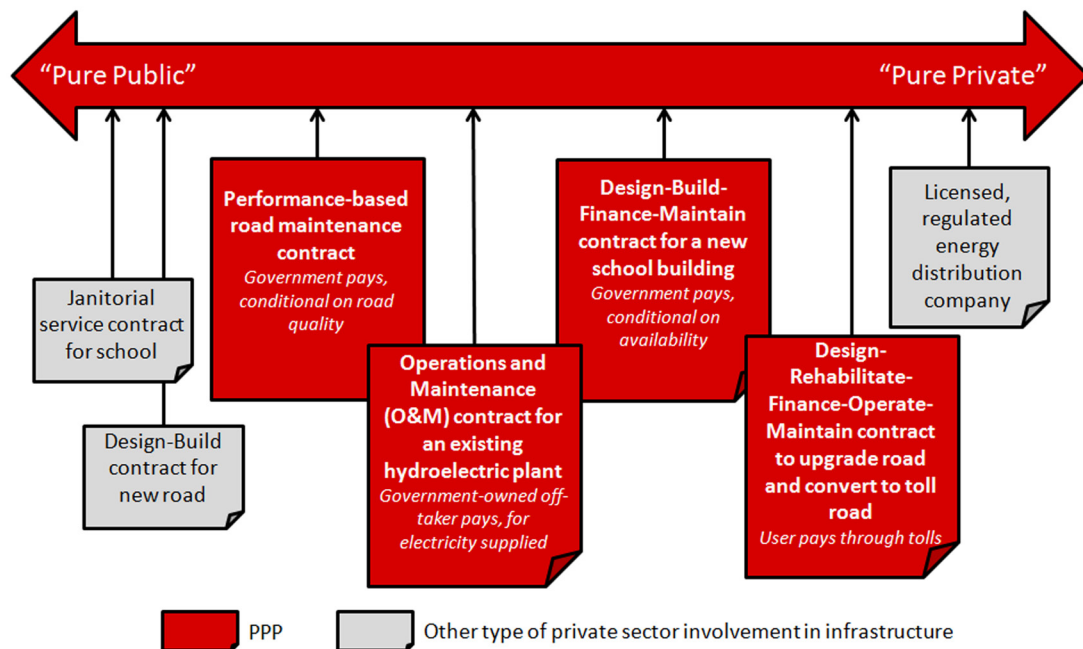 “Pure Public”
“Pure Private”
Janitorial
service contract
for school
Design-Build
contract for
new road
Performance-based
road maintenance
contract
Government pays,
conditional on road
quality
Operations and
Maintenance
(O&M) contract for
an existing
hydroelectric plant
Government-owned off-
taker pays, for
electricity supplied
Design-Build-
Finance-Maintain
contract for a new
school building
Government pays,
conditional on
availability
Design-
Rehabilitate-
Finance-Operate-
Maintain contract
to upgrade road
and convert to toll
road
User pays through tolls
Licensed,
regulated
energy
distribution
company
PPP
Other type of private sector involvement in infrastructure